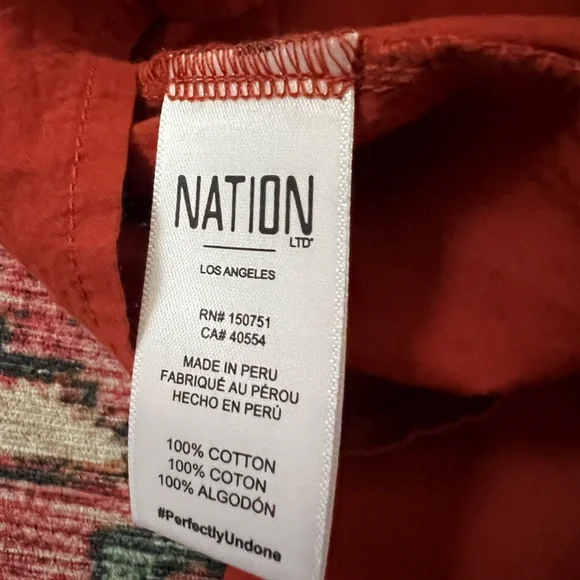 NATION
LTD®
LOS ANGELES
RN# 150751
CA# 40554
MADE IN PERU
FABRIQUÉ AU PÉROU
HECHO EN PERÚ
100% COTTON
100% COTON
100% ALGODÓN
#PerfectlyUndone